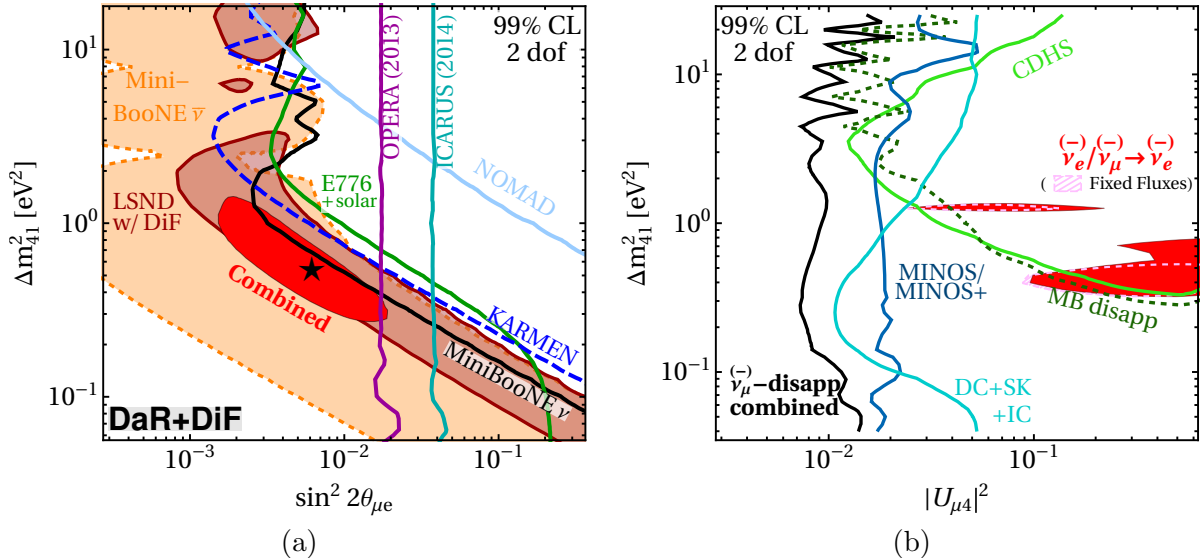 99% CL
2 dof
Mini−
BooNE ν̅
OPERA (2013)
ICARUS (2014)
E776
+solar
NOMAD
LSND
w/ DiF
Combined
KARMEN
MiniBooNE ν
DaR+DiF
10¹
10⁰
10⁻¹
Δm²₄₁ [eV²]
10⁻³
10⁻²
10⁻¹
sin² 2θμe
(a)
99% CL
2 dof
CDHS
(−)νe/(−)νμ→(−)νe
( Fixed Fluxes)
MINOS/
MINOS+
MB disapp
(−)νμ−disapp
combined
DC+SK
+IC
10¹
10⁰
10⁻¹
Δm²₄₁ [eV²]
10⁻²
10⁻¹
|Uμ4|²
(b)